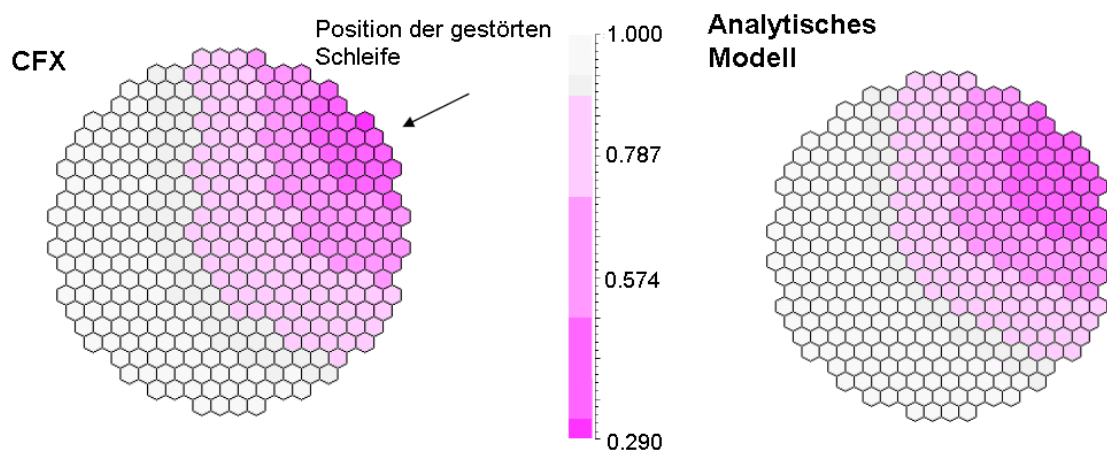 CFX
Position der gestörten
Schleife
1.000
0.787
0.574
0.290
Analytisches
Modell